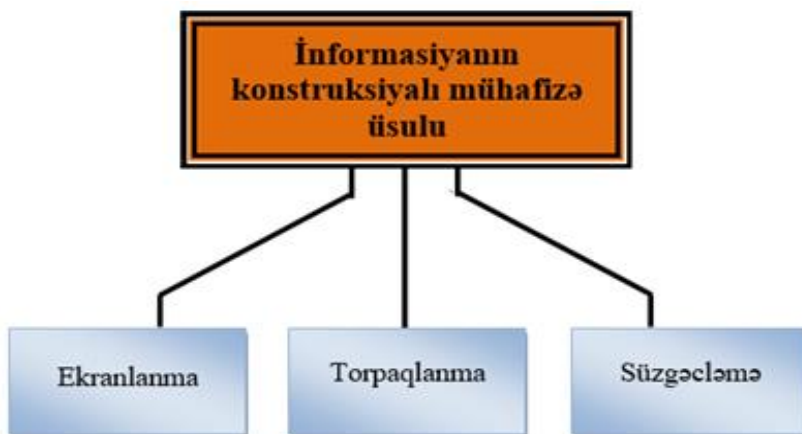 İnformasiyanın
konstruksiyalı mühafizə
üsulu
Ekranlanma
Torpaqlanma
Süzgəcləmə